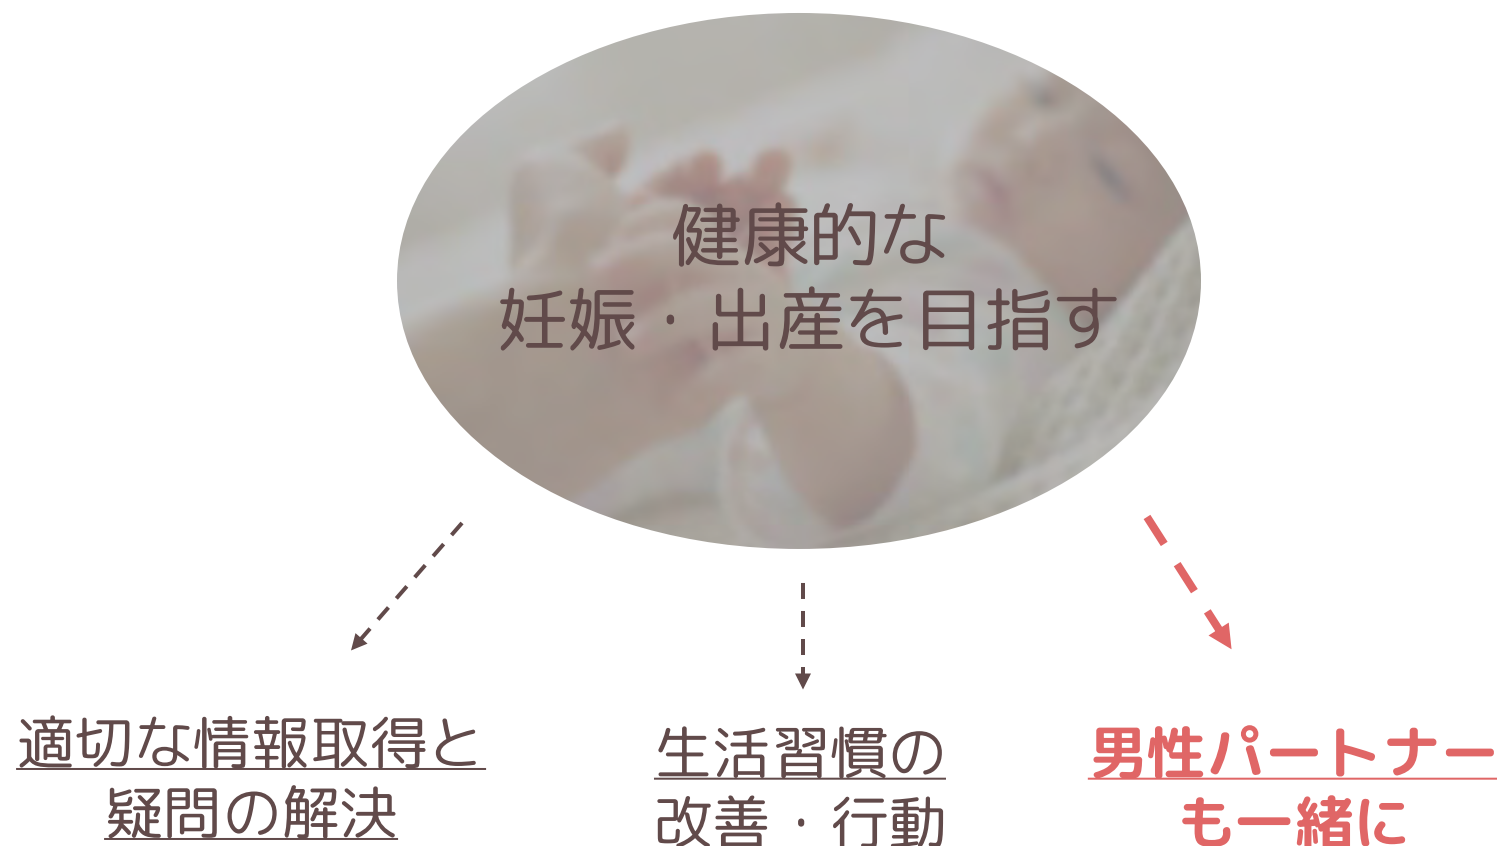 健康的な
妊娠・出産を目指す
適切な情報取得と
疑問の解決
生活習慣の
改善・行動
男性パートナー
も一緒に